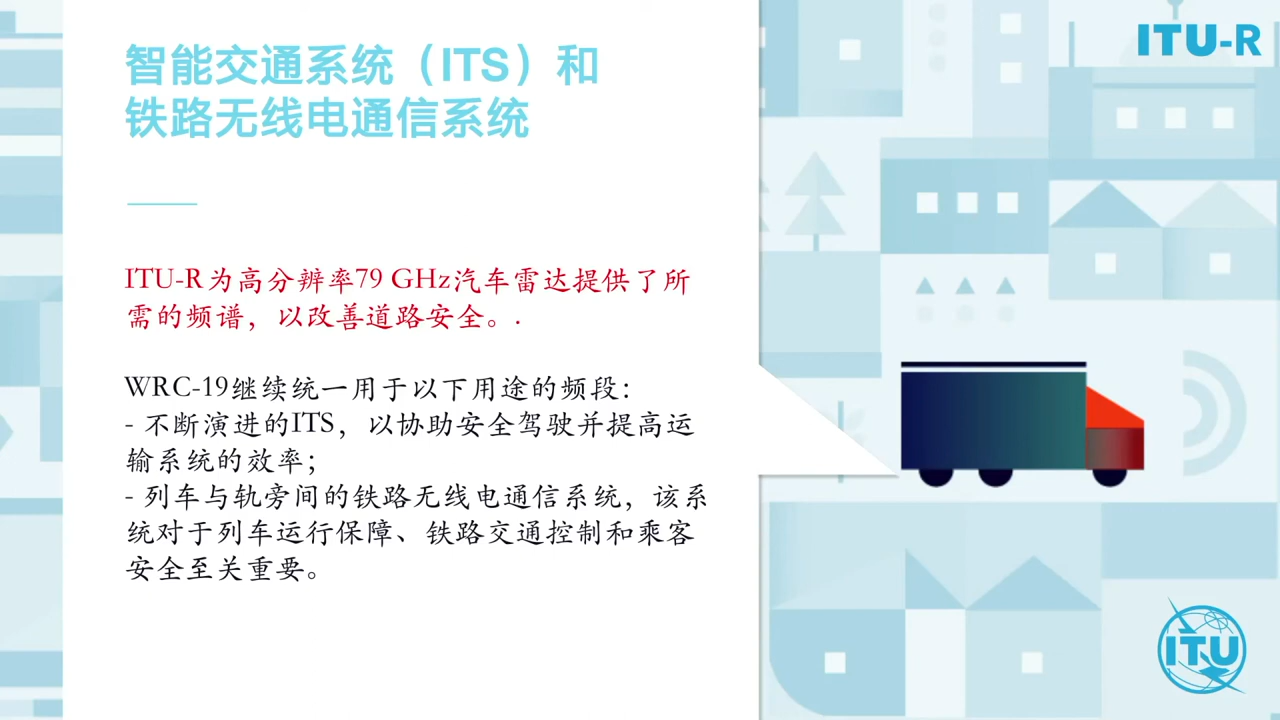 智能交通系统（ITS）和
铁路无线电通信系统
ITU-R
ITU-R为高分辨率79 GHz汽车雷达提供了所
需的频谱，以改善道路安全。.
WRC-19继续统一用于以下用途的频段：
- 不断演进的ITS，以协助安全驾驶并提高运
输系统的效率；
- 列车与轨旁间的铁路无线电通信系统，该系
统对于列车运行保障、铁路交通控制和乘客
安全至关重要。
ITU